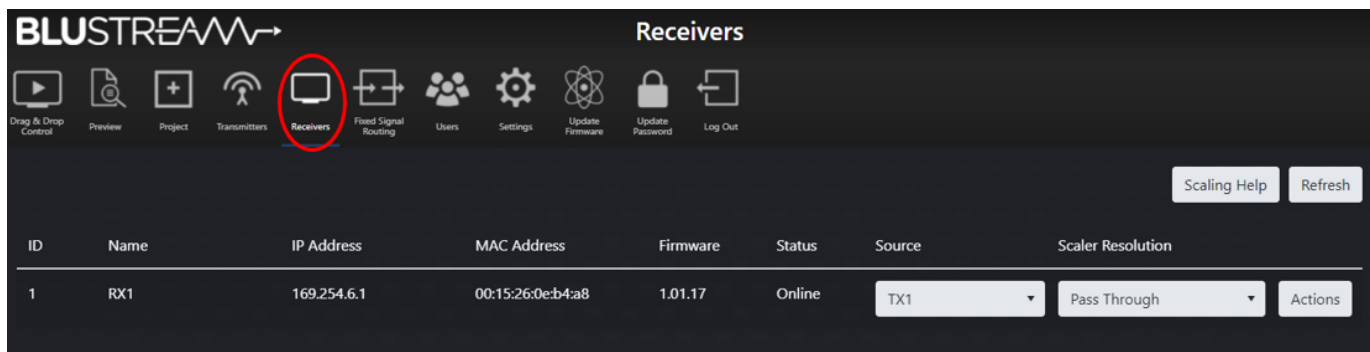 BLUSTREAM
Receivers
Drag & Drop
Control
Preview
Project
Transmitters
Receivers
Fixed Signal
Routing
Users
Settings
Update
Firmware
Update
Password
Log Out
Scaling Help
Refresh
ID Name IP Address MAC Address Firmware Status Source Scaler Resolution
1 RX1 169.254.6.1 00:15:26:0e:b4:a8 1.01.17 Online TX1 Pass Through Actions